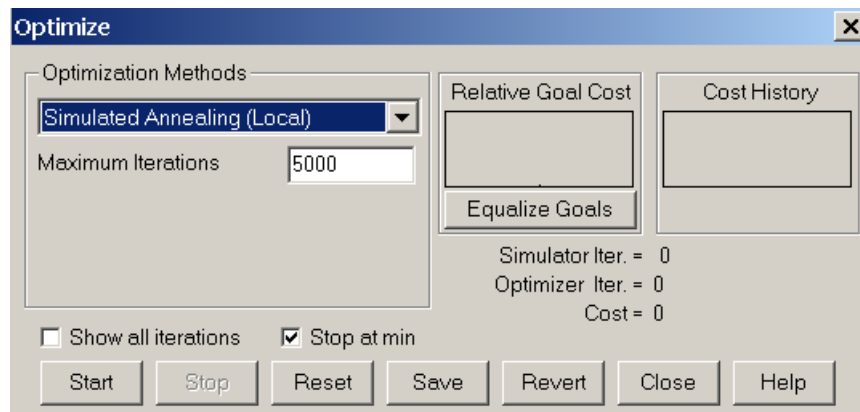 Optimize
Optimization Methods
Simulated Annealing (Local)
Maximum Iterations 5000
Relative Goal Cost
Equalize Goals
Cost History
Simulator Iter. = 0
Optimizer Iter. = 0
Cost = 0
Show all iterations Stop at min
Start Stop Reset Save Revert Close Help